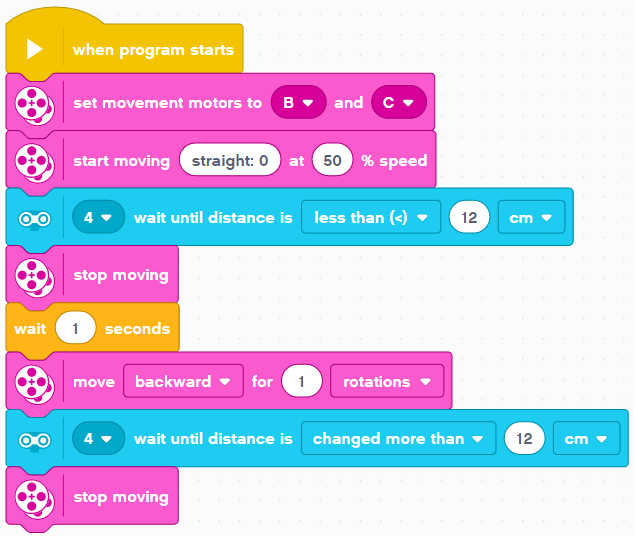 when program starts
set movement motors to B and C
start moving straight: 0 at 50 % speed
4 wait until distance is less than (<) 12 cm
stop moving
wait 1 seconds
move backward for 1 rotations
4 wait until distance is changed more than 12 cm
stop moving